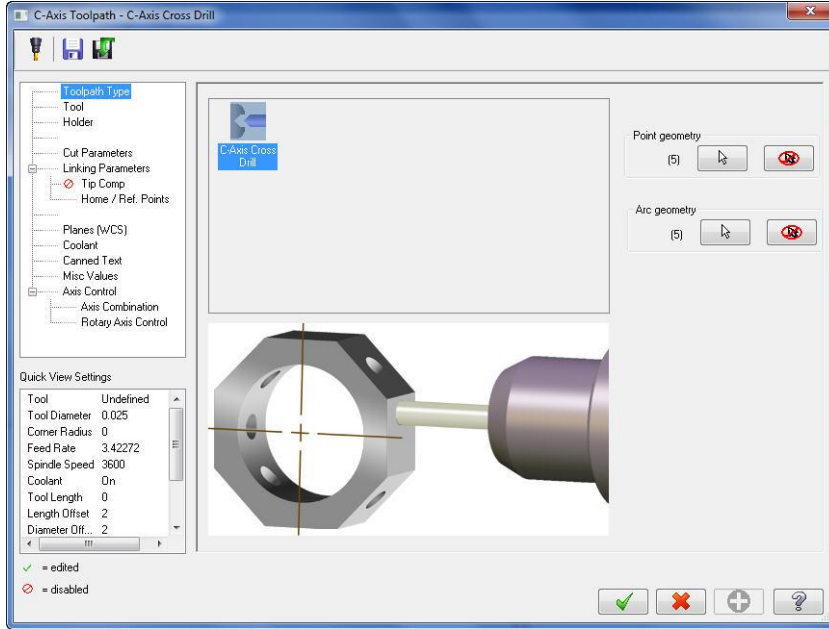 C-Axis Toolpath - C-Axis Cross Drill
Toolpath Type
Tool
Holder
Cut Parameters
Linking Parameters
Tip Comp
Home / Ref. Points
Planes (WCS)
Coolant
Canned Text
Misc Values
Axis Control
Axis Combination
Rotary Axis Control
C-Axis Cross
Drill
Point geometry
(5)
Arc geometry
(5)
Quick View Settings
Tool Undefined
Tool Diameter 0.025
Corner Radius 0
Feed Rate 3.42272
Spindle Speed 3600
Coolant On
Tool Length 0
Length Offset 2
Diameter Off... 2
= edited
= disabled